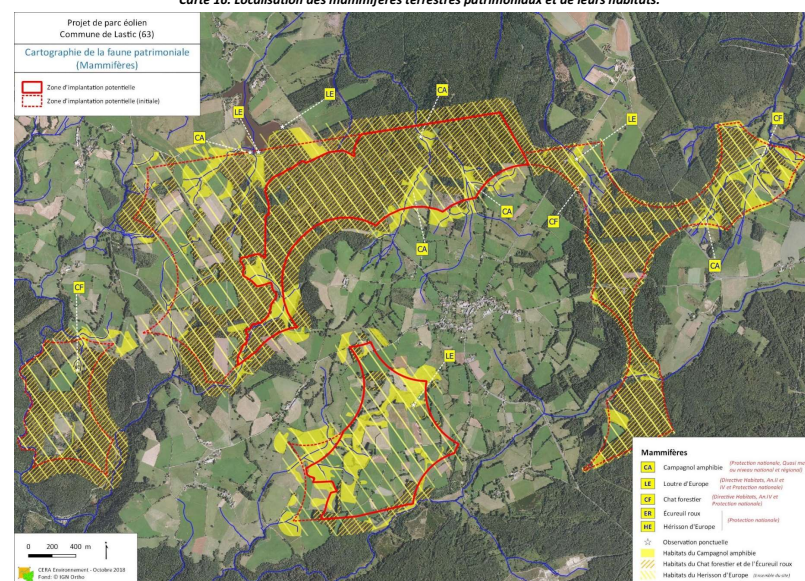 Carte 16: Localisation des mammifères terrestres patrimoniaux et de leurs habitats.
Projet de parc éolien
Commune de Lastic (63)
Cartographie de la faune patrimoniale
(Mammifères)
Zone d'implantation potentielle
Zone d'implantation potentielle (initiale)
CA
LE
LE
CA
LE
CF
CF
CA
CA
CA
CF
LE
Mammifères
CA Campagnol amphibie (Protection nationale, Quasi me
au niveau national et régional)
LE Loutre d'Europe (Directive Habitats, An.II et
IV et Protection nationale)
CF Chat forestier (Directive Habitats, An.IV et
Protection nationale)
ER Écureuil roux
HE Hérisson d'Europe
(Protection nationale)
Observation ponctuelle
Habitats du Campagnol amphibie
Habitats du Chat forestier et de l'Écureuil roux
Habitats du Herisson d'Europe (Ensemble du site)
0 200 400 m
CERA Environnement - Octobre 2018
Fond: © IGN Ortho